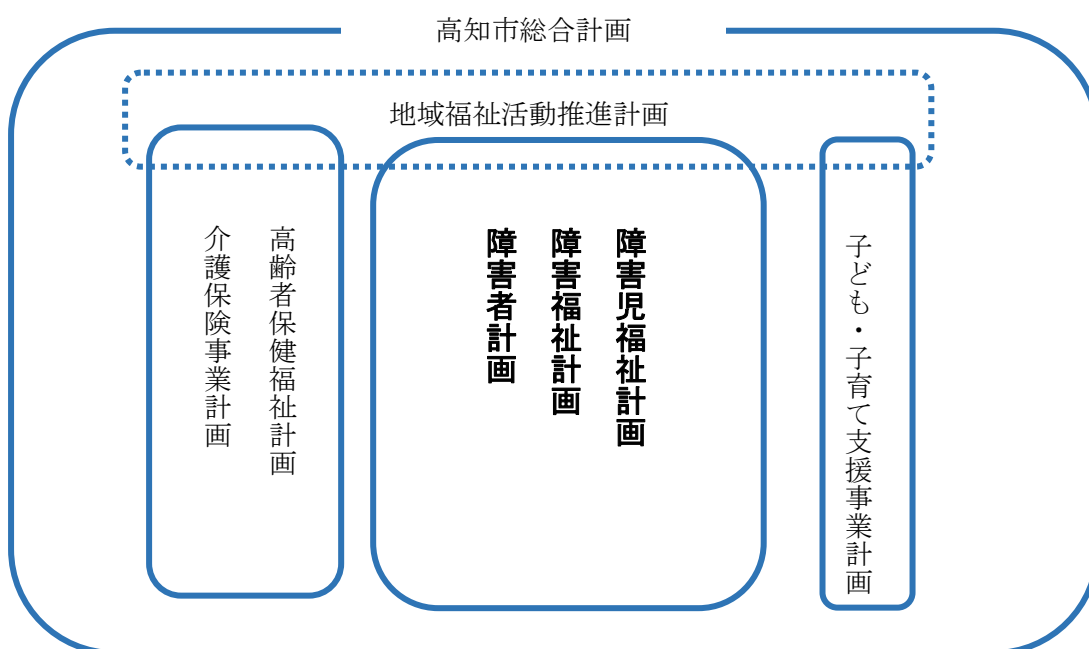 高知市総合計画
地域福祉活動推進計画
障害児福祉計画
障害福祉計画
障害者計画
高齢者保健福祉計画
介護保険事業計画
子ども・子育て支援事業計画